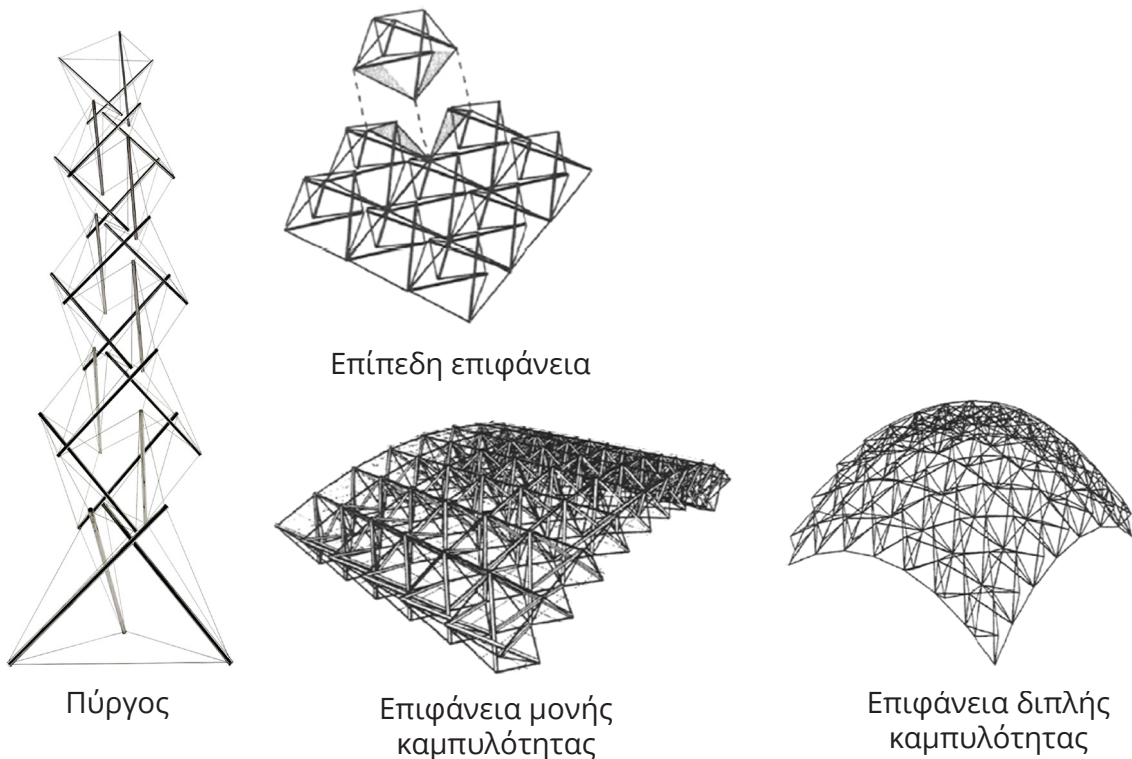 Επίπεδη επιφάνεια
Πύργος
Επιφάνεια μονής
καμπυλότητας
Επιφάνεια διπλής
καμπυλότητας